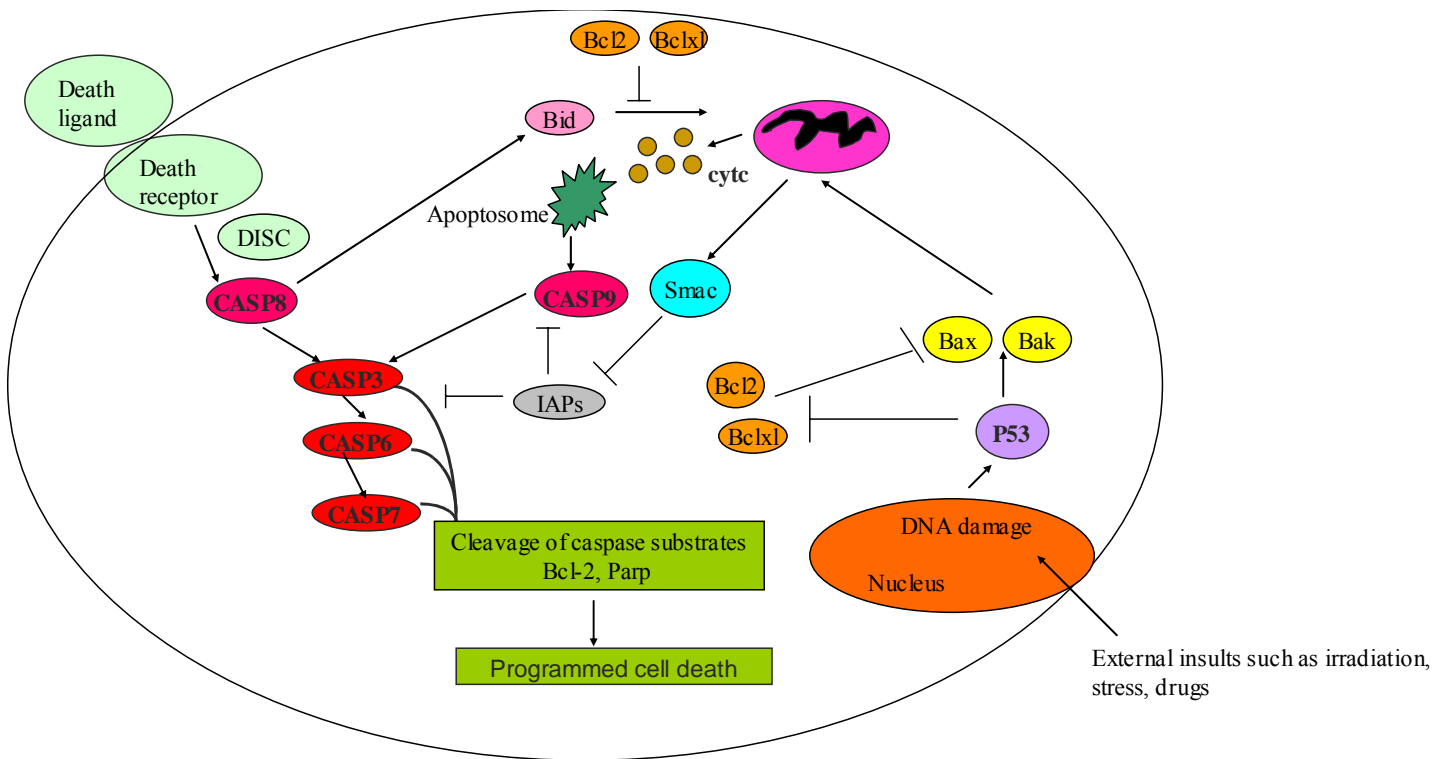 Bcl2
Bclxl
Death
ligand
Bid
cytc
Death
receptor
Apoptosome
DISC
CASP8
CASP9
Smac
Bax
Bak
CASP3
IAPs
Bcl2
Bclxl
P53
CASP6
CASP7
Cleavage of caspase substrates
Bcl-2, Parp
DNA damage
Nucleus
Programmed cell death
External insults such as irradiation,
stress, drugs